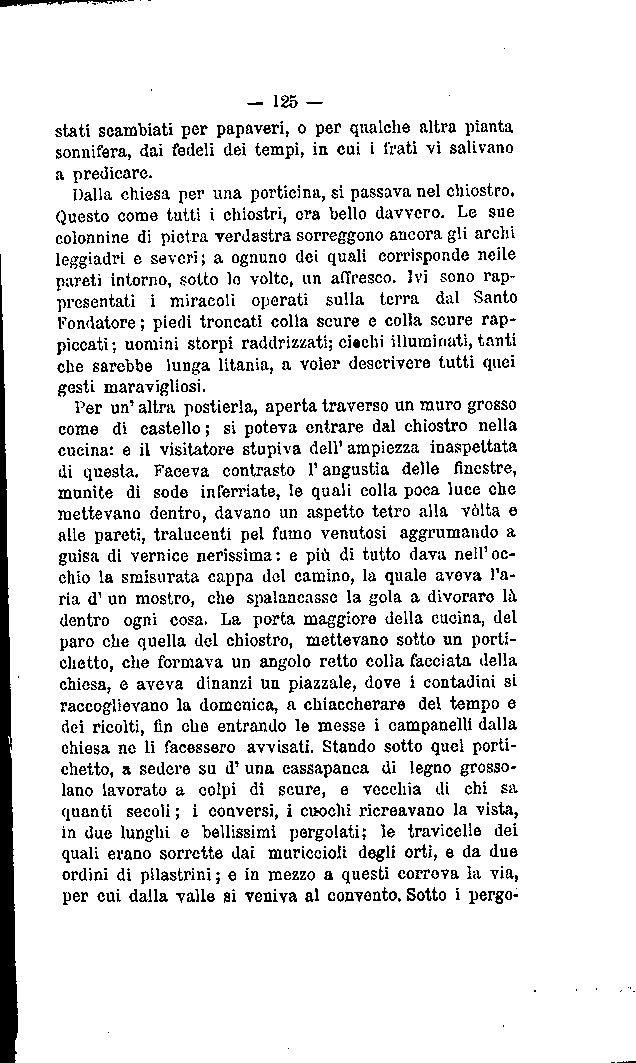 — 125 —
stati scambiati per papaveri, o per qualche altra pianta
sonnifera, dai fedeli dei tempi, in cui i frati vi salivano
a predicare.
Dalla chiesa per una porticina, si passava nel chiostro.
Questo come tutti i chiostri, era bello davvero. Le sue
colonnine di pietra verdastra sorreggono ancora gli archi
leggiadri e severi; a ognuno dei quali corrisponde nelle
pareti intorno, sotto le volte, un affresco. Ivi sono rap-
presentati i miracoli operati sulla terra dal Santo
Fondatore; piedi troncati colla scure e colla scure rap-
piccati; uomini storpi raddrizzati; ciechi illuminati, tanti
che sarebbe lunga litania, a voler descrivere tutti quei
gesti maravigliosi.
Per un' altra postierla, aperta traverso un muro grosso
come di castello; si poteva entrare dal chiostro nella
cucina: e il visitatore stupiva dell' ampiezza inaspettata
di questa. Faceva contrasto l' angustia delle finestre,
munite di sode inferriate, le quali colla poca luce che
mettevano dentro, davano un aspetto tetro alla vòlta e
alle pareti, tralucenti pel fumo venutosi aggrumando a
guisa di vernice nerissima: e più di tutto dava nell' oc-
chio la smisurata cappa del camino, la quale aveva l'a-
ria d' un mostro, che spalancasse la gola a divorare là
dentro ogni cosa. La porta maggiore della cucina, del
paro che quella del chiostro, mettevano sotto un porti-
chetto, che formava un angolo retto colla facciata della
chiesa, e aveva dinanzi un piazzale, dove i contadini si
raccoglievano la domenica, a chiaccherare del tempo e
dei ricolti, fin che entrando le messe i campanelli dalla
chiesa ne li facessero avvisati. Stando sotto quel porti-
chetto, a sedere su d' una cassapanca di legno grosso-
lano lavorato a colpi di scure, e vecchia di chi sa
quanti secoli; i conversi, i cuochi ricreavano la vista,
in due lunghi e bellissimi pergolati; le travicelle dei
quali erano sorrette dai muriccioli degli orti, e da due
ordini di pilastrini; e in mezzo a questi correva la via,
per cui dalla valle si veniva al convento. Sotto i pergo-